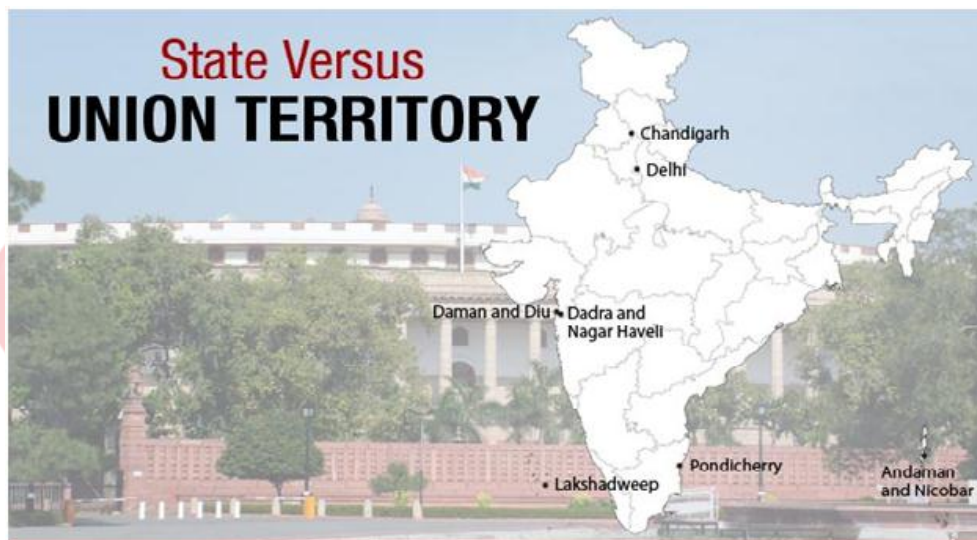 State Versus
UNION TERRITORY
Chandigarh
Delhi
Daman and Diu
Dadra and
Nagar Haveli
Pondicherry
Lakshadweep
Andaman
and Nicobar